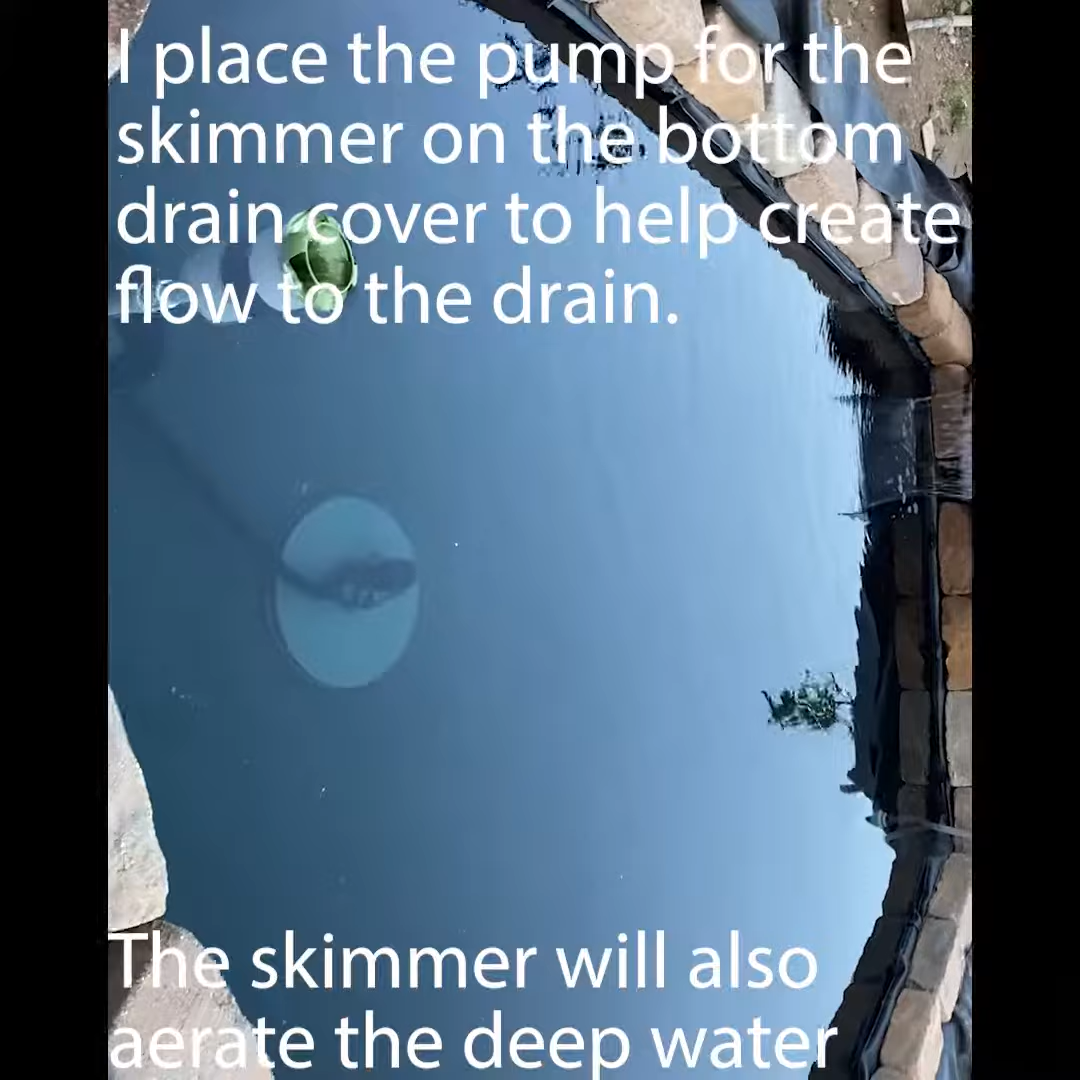 I place the pump for the
skimmer on the bottom
drain cover to help create
flow to the drain.
The skimmer will also
aerate the deep water